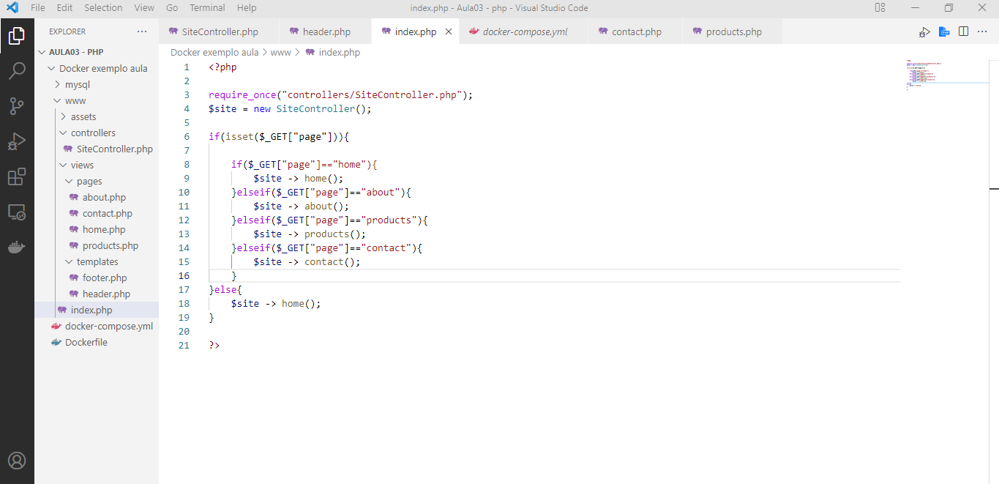 File Edit Selection View Go Terminal Help index.php - Aula03 - php - Visual Studio Code
EXPLORER ···
AULA03 - PHP
Docker exemplo aula
mysql
www
assets
controllers
SiteController.php
views
pages
about.php
contact.php
home.php
products.php
templates
footer.php
header.php
index.php
docker-compose.yml
Dockerfile
SiteController.php header.php index.php docker-compose.yml contact.php products.php
Docker exemplo aula > www > index.php
1 <?php
2
3 require_once("controllers/SiteController.php");
4 $site = new SiteController();
5
6 if(isset($_GET["page"])){
7
8 if($_GET["page"]=="home"){
9 $site -> home();
10 }elseif($_GET["page"]=="about"){
11 $site -> about();
12 }elseif($_GET["page"]=="products"){
13 $site -> products();
14 }elseif($_GET["page"]=="contact"){
15 $site -> contact();
16 }
17 }else{
18 $site -> home();
19 }
20
21 ?>